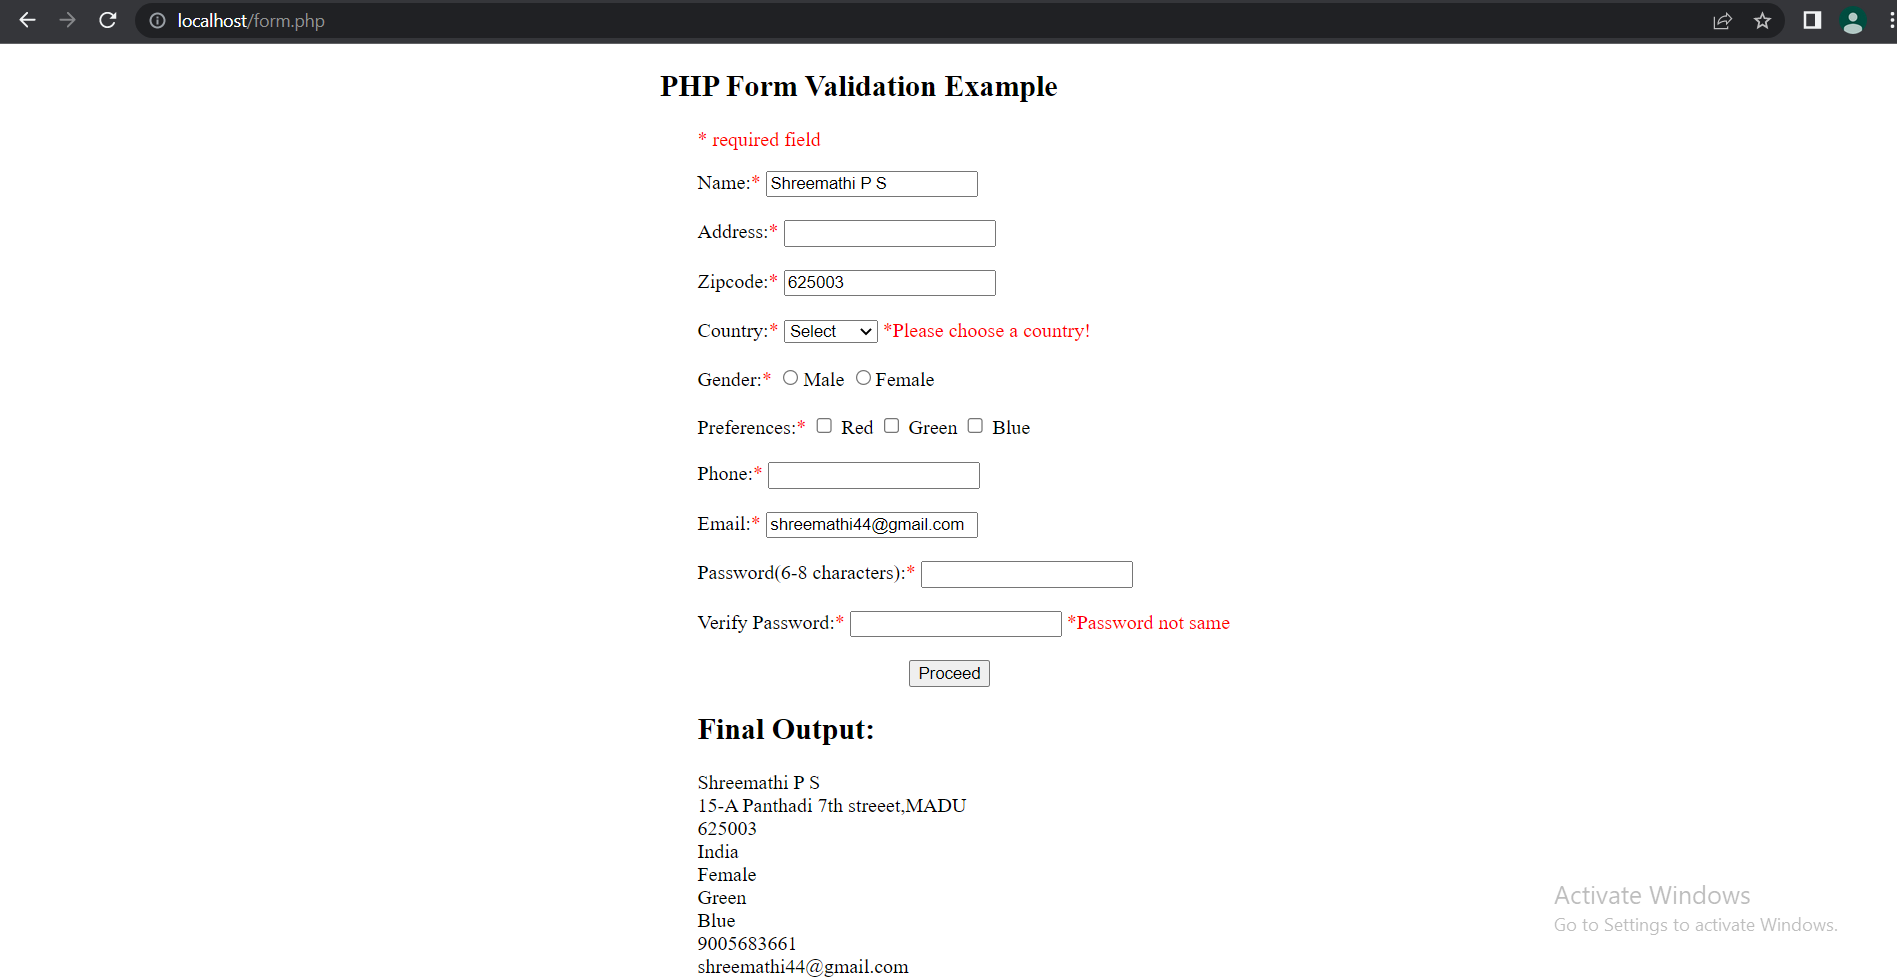 localhost/form.php
PHP Form Validation Example
* required field
Name:* Shreemathi P S
Address:*
Zipcode:* 625003
Country:* Select *Please choose a country!
Gender:* Male Female
Preferences:* Red Green Blue
Phone:*
Email:* shreemathi44@gmail.com
Password(6-8 characters):*
Verify Password:* *Password not same
Proceed
Final Output:
Shreemathi P S
15-A Panthadi 7th streeet,MADU
625003
India
Female
Green
Blue
9005683661
shreemathi44@gmail.com
Activate Windows
Go to Settings to activate Windows.